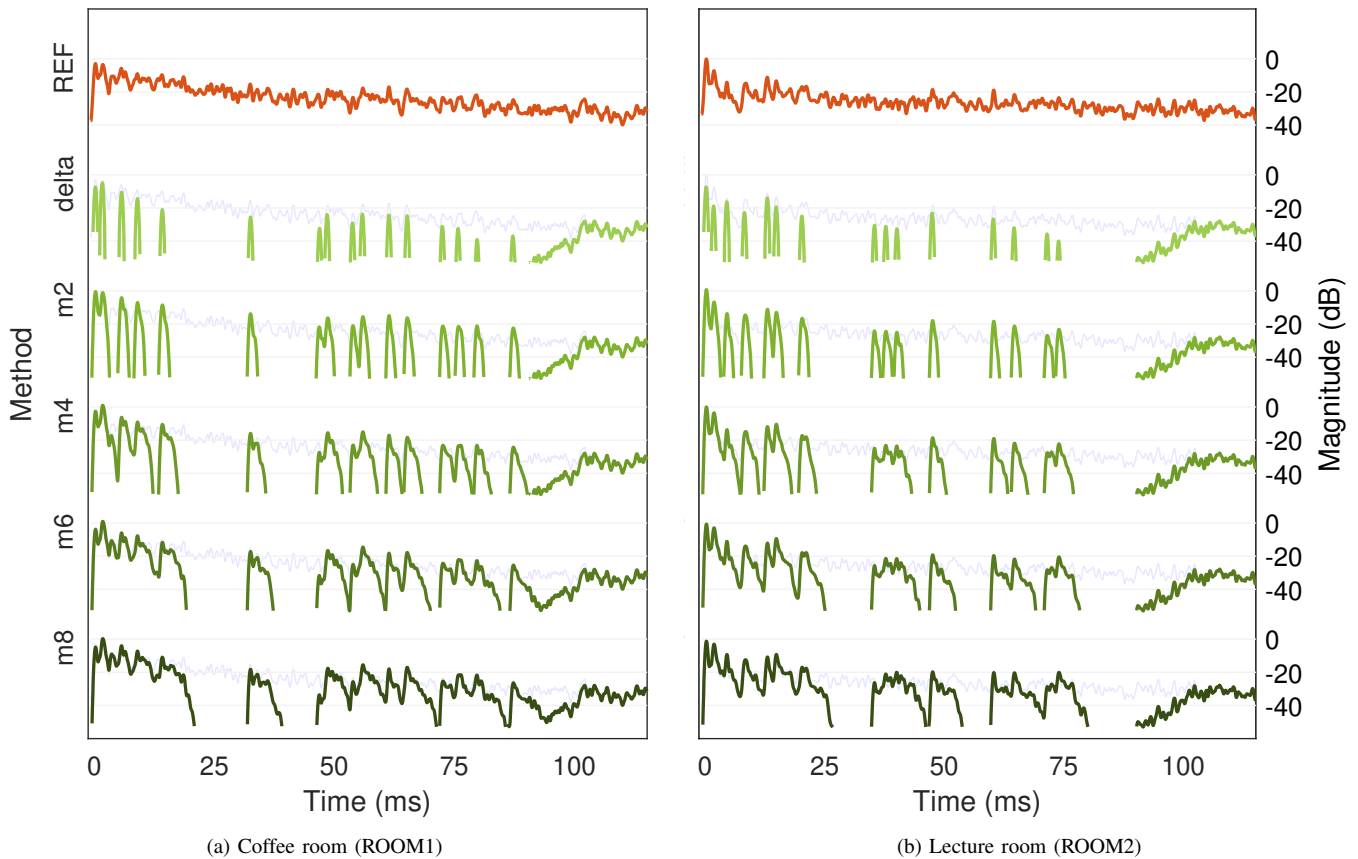 REF
delta
m2
m4
m6
m8
Method
0
-20
-40
0
-20
-40
0
-20
-40
0
-20
-40
0
-20
-40
0
-20
-40
Magnitude (dB)
0 25 50 75 100
0 25 50 75 100
Time (ms)
Time (ms)
(a) Coffee room (ROOM1)
(b) Lecture room (ROOM2)